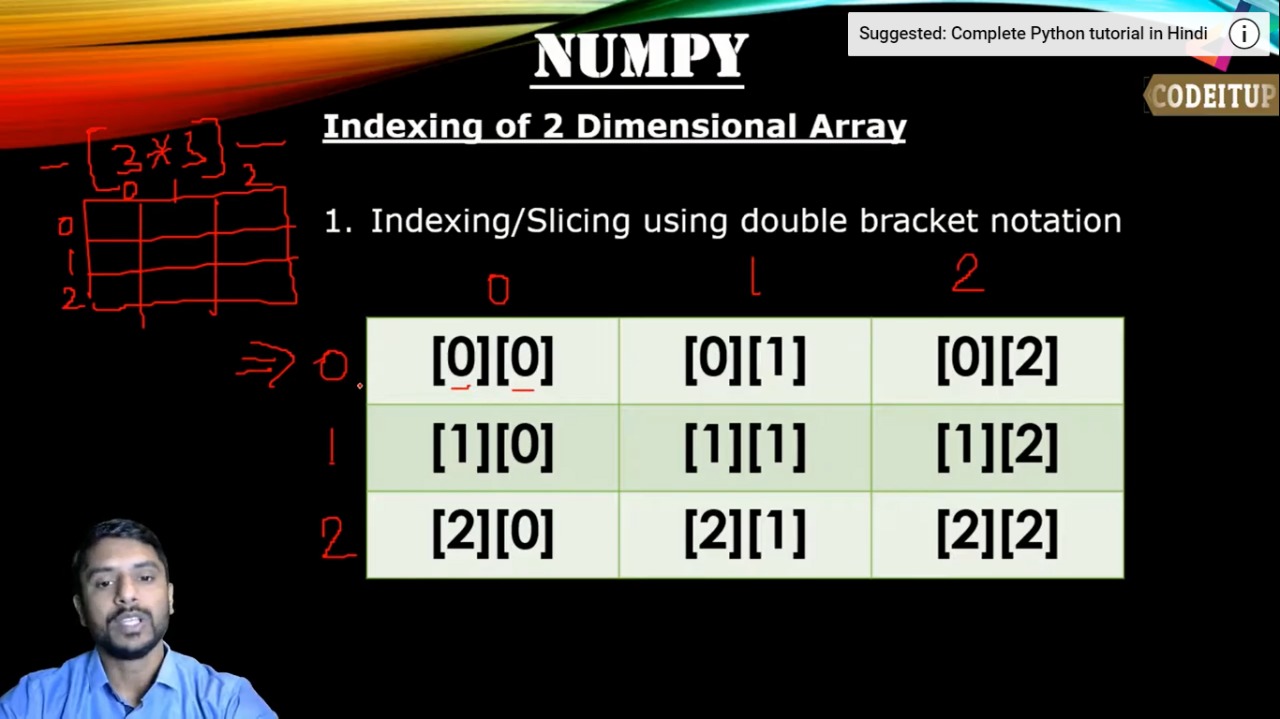 Suggested: Complete Python tutorial in Hindi
NUMPY
CODEITUP
Indexing of 2 Dimensional Array
[3*3]
0 1 2
0
1
2
1. Indexing/Slicing using double bracket notation
0 1 2
⇒ 0 [0][0] [0][1] [0][2]
1 [1][0] [1][1] [1][2]
2 [2][0] [2][1] [2][2]